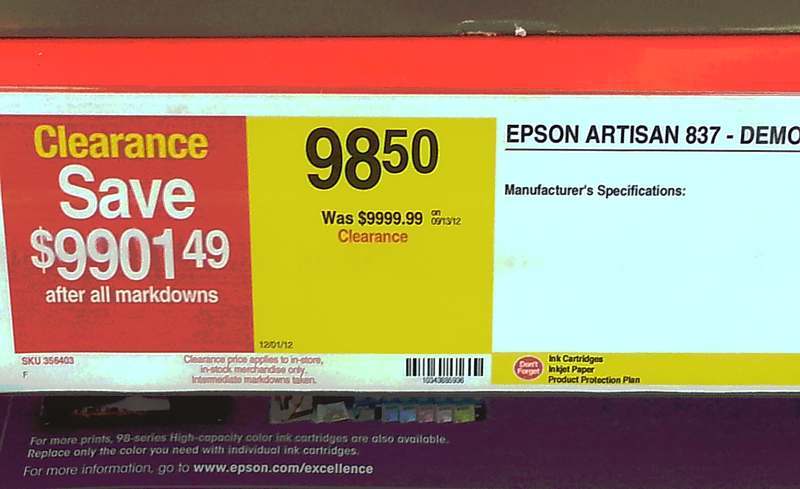 Clearance
Save
$990149
after all markdowns
9850
Was $9999.99 on 09/13/12
Clearance
12/01/12
EPSON ARTISAN 837 - DEMO
Manufacturer's Specifications:
SKU 356403
F
Clearance price applies to in-store,
in-stock merchandise only.
Intermediate markdowns taken.
Don't
Forget
Ink Cartridges
Inkjet Paper
Product Protection Plan
For more prints, 98-series High-capacity color ink cartridges are also available.
Replace only the color you need with individual ink cartridges.
For more information, go to www.epson.com/excellence